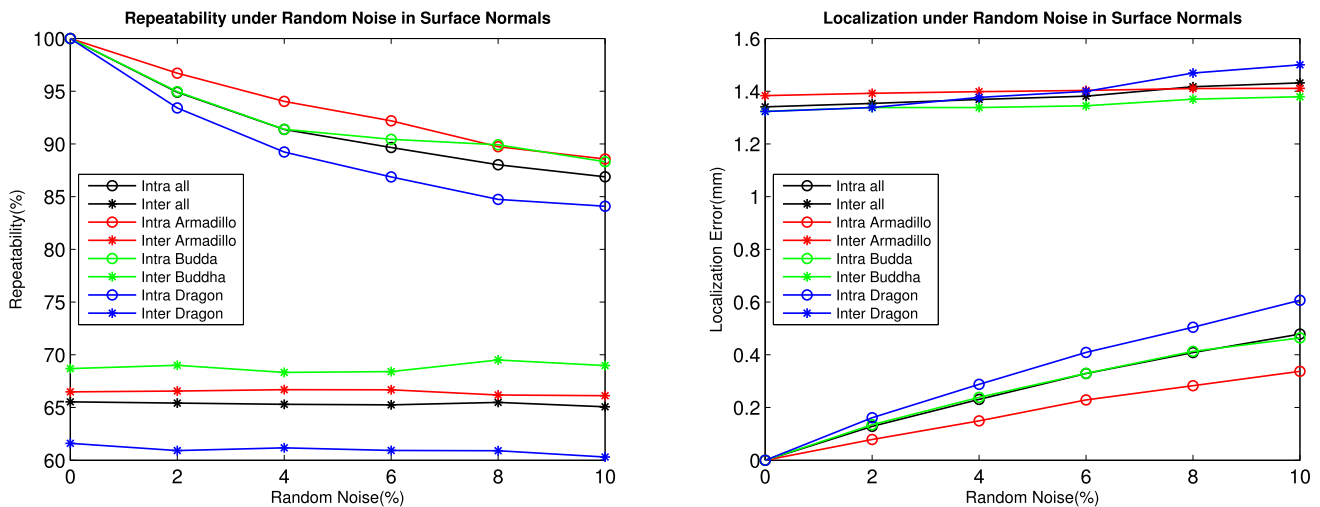 Repeatability under Random Noise in Surface Normals
100
95
90
85
80
75
70
65
60
0 2 4 6 8 10
Repeatability(%)
Random Noise(%)
Intra all
Inter all
Intra Armadillo
Inter Armadillo
Intra Budda
Inter Buddha
Intra Dragon
Inter Dragon
Localization under Random Noise in Surface Normals
1.6
1.4
1.2
1
0.8
0.6
0.4
0.2
0
0 2 4 6 8 10
Localization Error(mm)
Random Noise(%)
Intra all
Inter all
Intra Armadillo
Inter Armadillo
Intra Budda
Inter Buddha
Intra Dragon
Inter Dragon